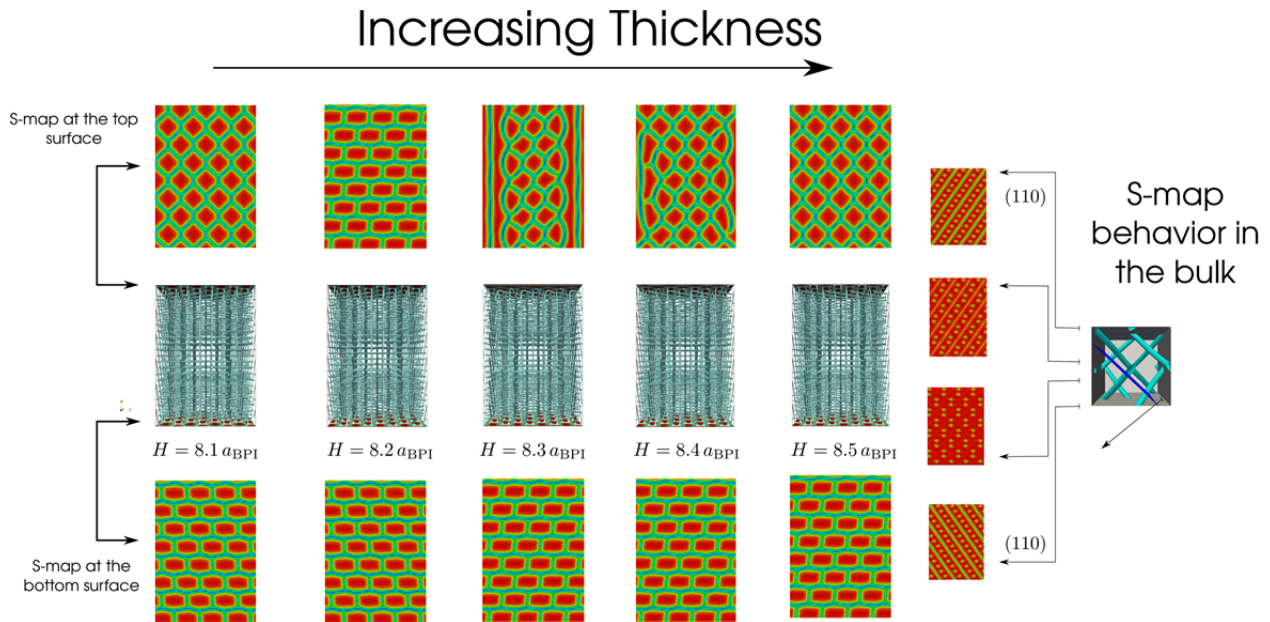 Increasing Thickness
S-map at the top
surface
(110)
S-map
behavior in
the bulk
H = 8.1 a_BPI
H = 8.2 a_BPI
H = 8.3 a_BPI
H = 8.4 a_BPI
H = 8.5 a_BPI
(110)
S-map at the
bottom surface